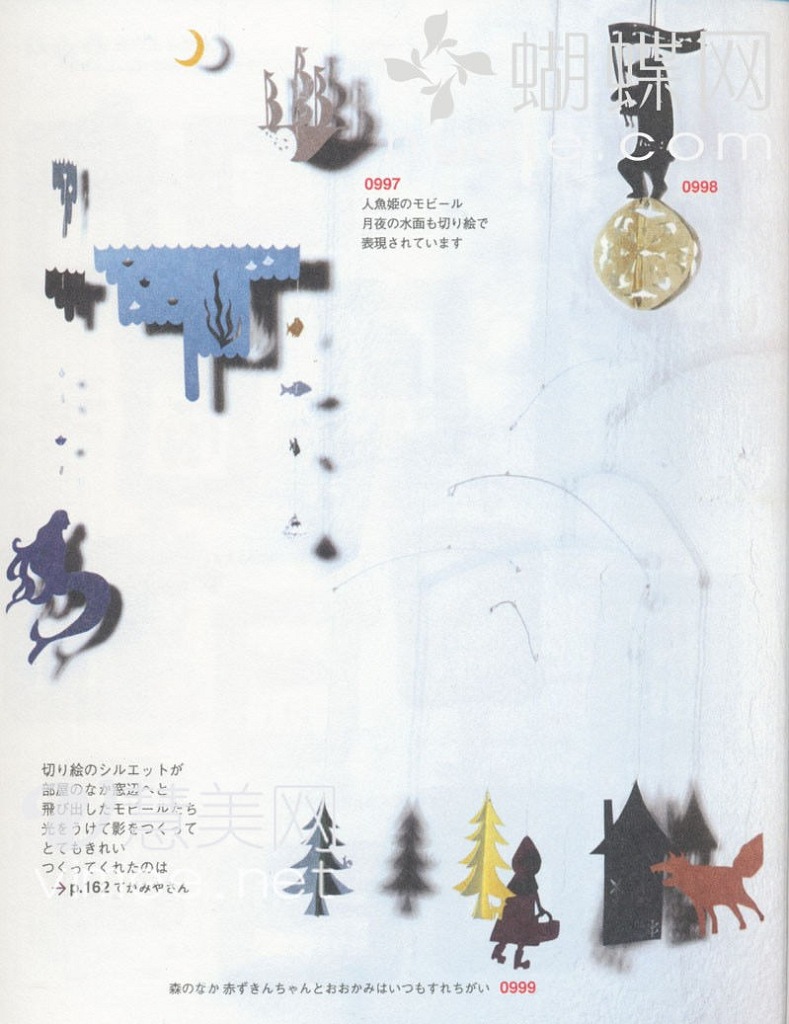 蝴蝶网
e.com
0997
人魚姫のモビール
月夜の水面も切り絵で
表現されています
0998
切り絵のシルエットが
部屋のなか窓辺へと
飛び出したモビールたち
光をうけて影をつくって
とてもきれい
つくってくれたのは
→p.162てがみやさん
慧美网
.net
森のなか 赤ずきんちゃんとおおかみはいつもすれちがい 0999